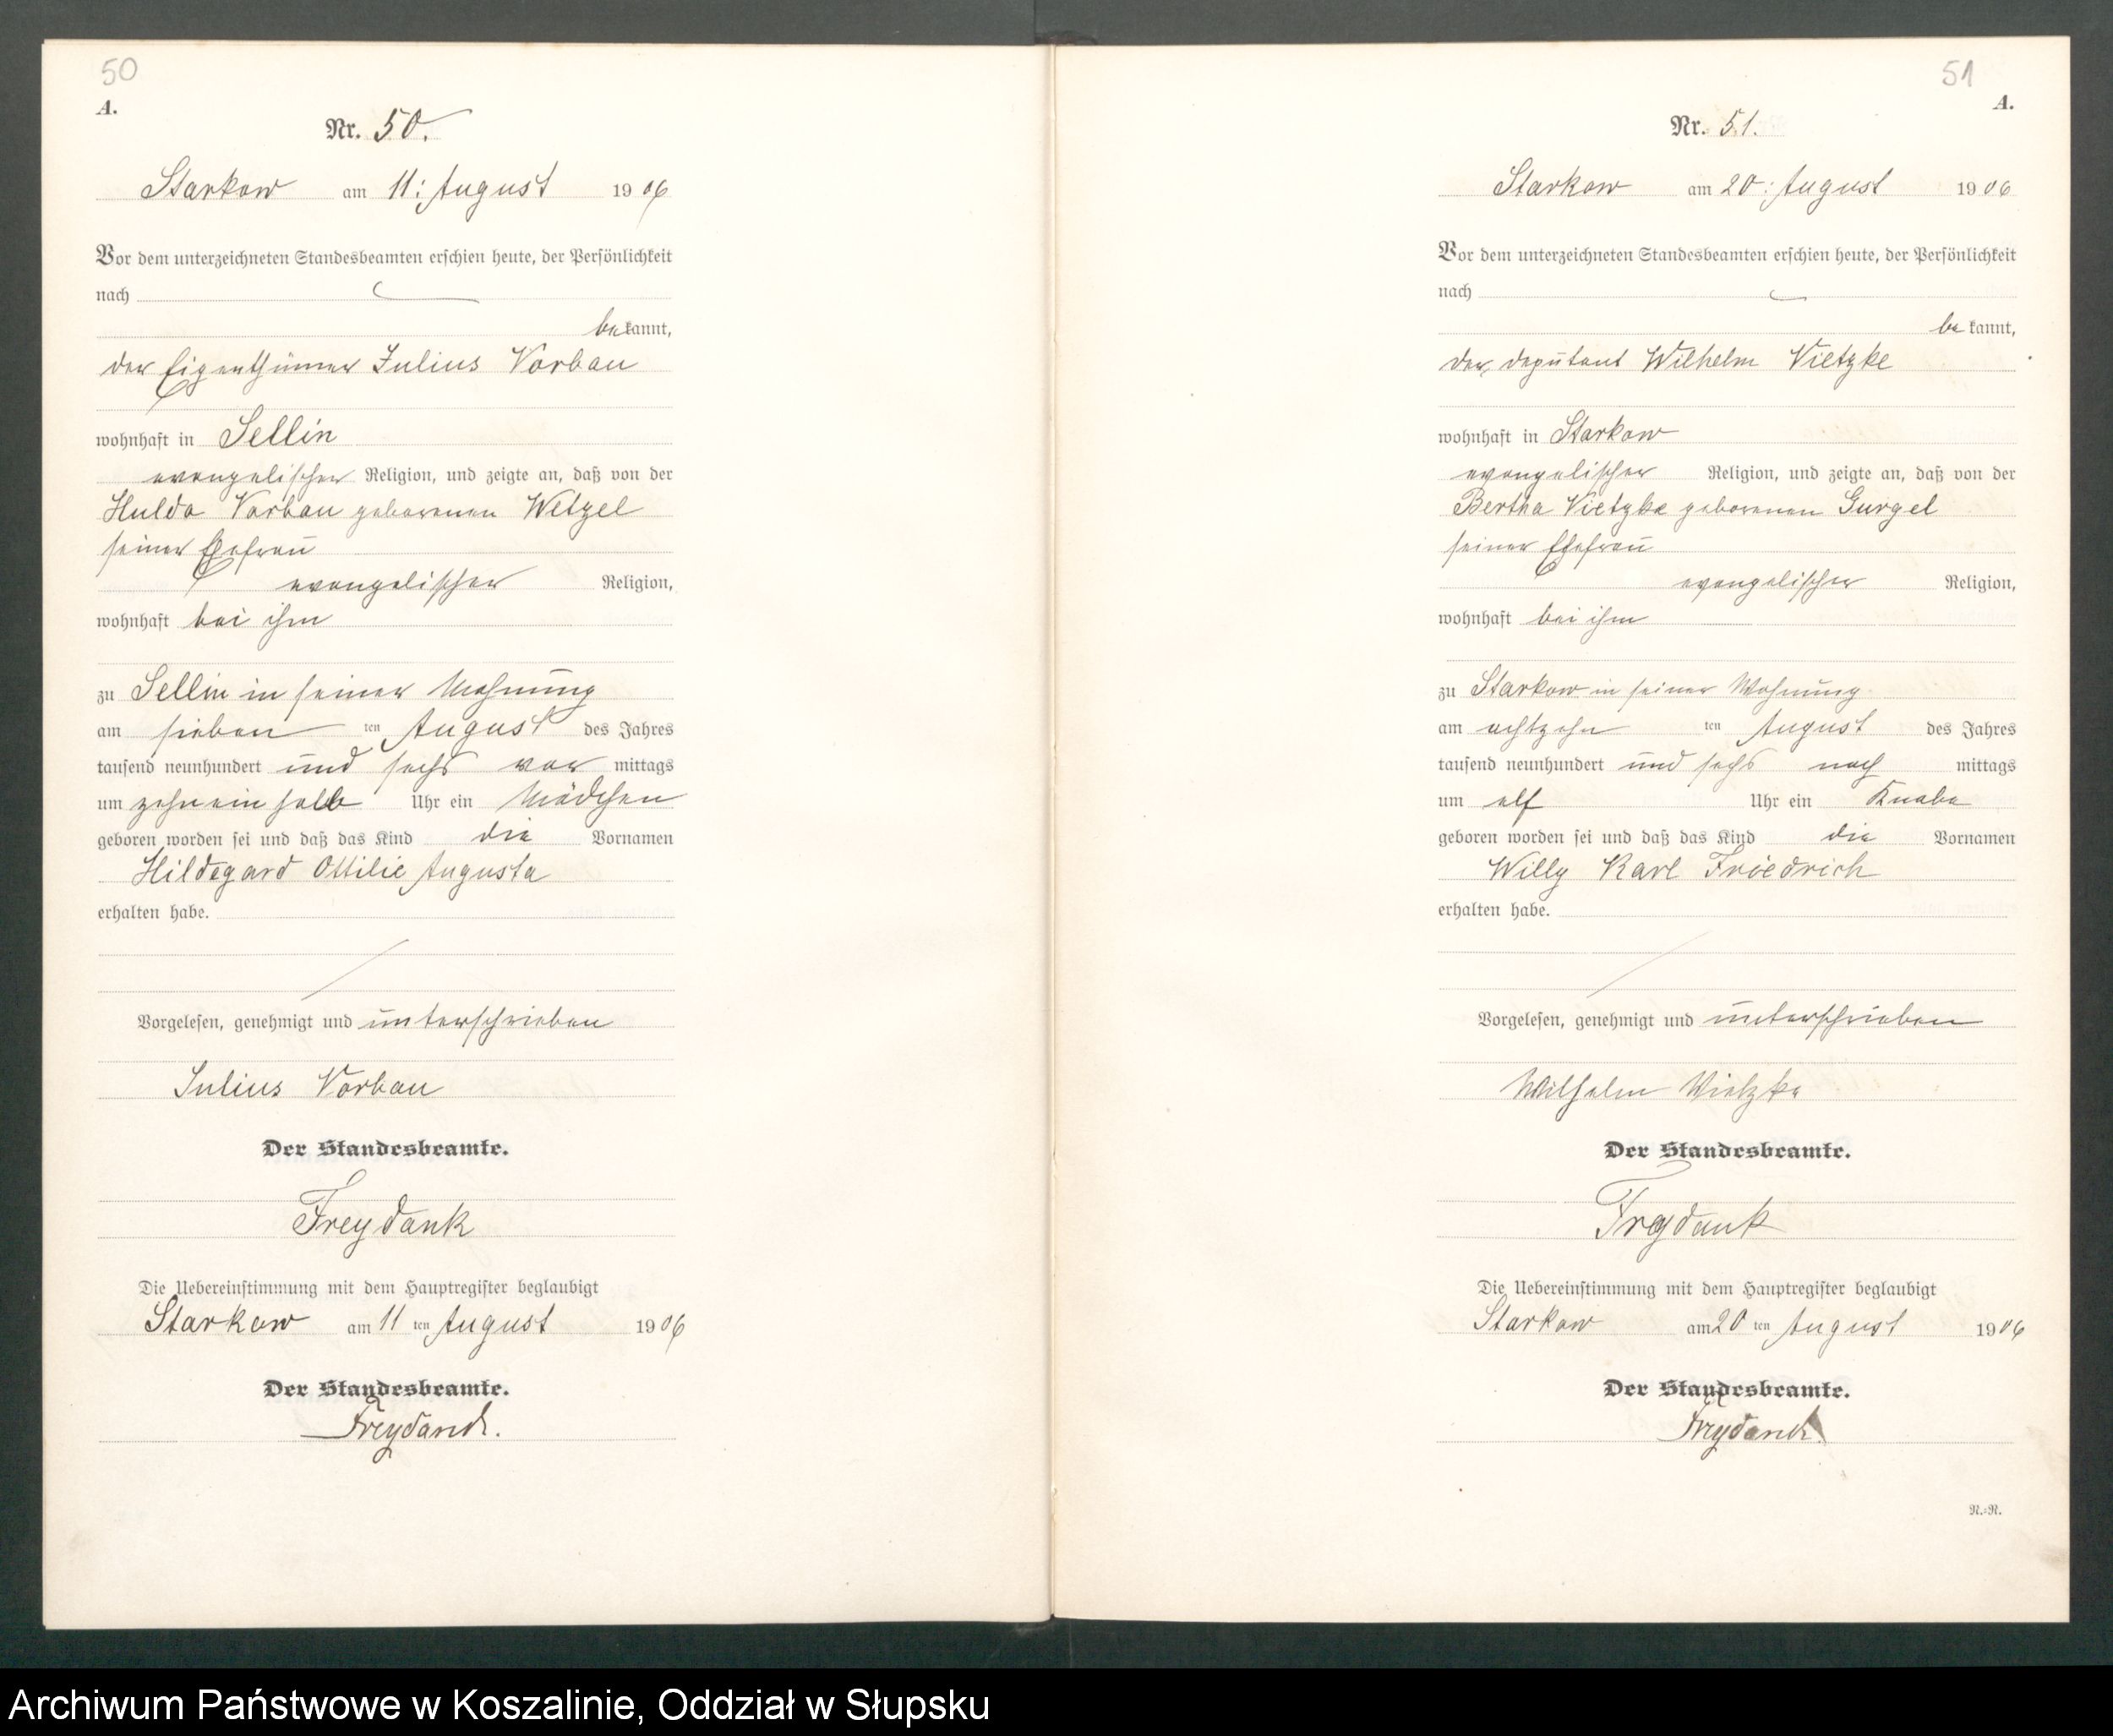 50
A.
Nr. 50.
Starkow am 11: August 1906
Vor dem unterzeichneten Standesbeamten erschien heute, der Persönlichkeit
nach
be kannt,
der Eigenthümer Julius Vorbau
wohnhaft in Sellin
evangelischer Religion, und zeigte an, daß von der
Hulda Vorbau geborenen Wetzel
seiner Ehefrau
evangelischer Religion,
wohnhaft bei ihm
zu Sellin in seiner Wohnung
am sieben ten August des Jahres
tausend neunhundert und sechs vor mittags
um zehn ein halb Uhr ein Mädchen
geboren worden sei und daß das Kind die Vornamen
Hildegard Ottilie Augusta
erhalten habe.
Vorgelesen, genehmigt und unterschrieben
Julius Vorbau
Der Standesbeamte.
Freydank
Die Uebereinstimmung mit dem Hauptregister beglaubigt
Starkow am 11 ten August 1906
Der Standesbeamte.
Freydank.
51
A.
Nr. 51.
Starkow am 20: August 1906
Vor dem unterzeichneten Standesbeamten erschien heute, der Persönlichkeit
nach
be kannt,
der, deputant Wilhelm Vietzke
wohnhaft in Starkow
evangelischer Religion, und zeigte an, daß von der
Bertha Vietzke geborenen Gurgel
seiner Ehefrau
evangelischer Religion,
wohnhaft bei ihm
zu Starkow in seiner Wohnung
am achtzehn ten August des Jahres
tausend neunhundert und sechs nach mittags
um elf Uhr ein Knabe
geboren worden sei und daß das Kind die Vornamen
Willy Karl Friedrich
erhalten habe.
Vorgelesen, genehmigt und unterschrieben
Wilhelm Vietzke
Der Standesbeamte.
Freydank
Die Uebereinstimmung mit dem Hauptregister beglaubigt
Starkow am 20 ten August 1906
Der Standesbeamte.
Freydank.
N.=R.
Archiwum Państwowe w Koszalinie, Oddział w Słupsku